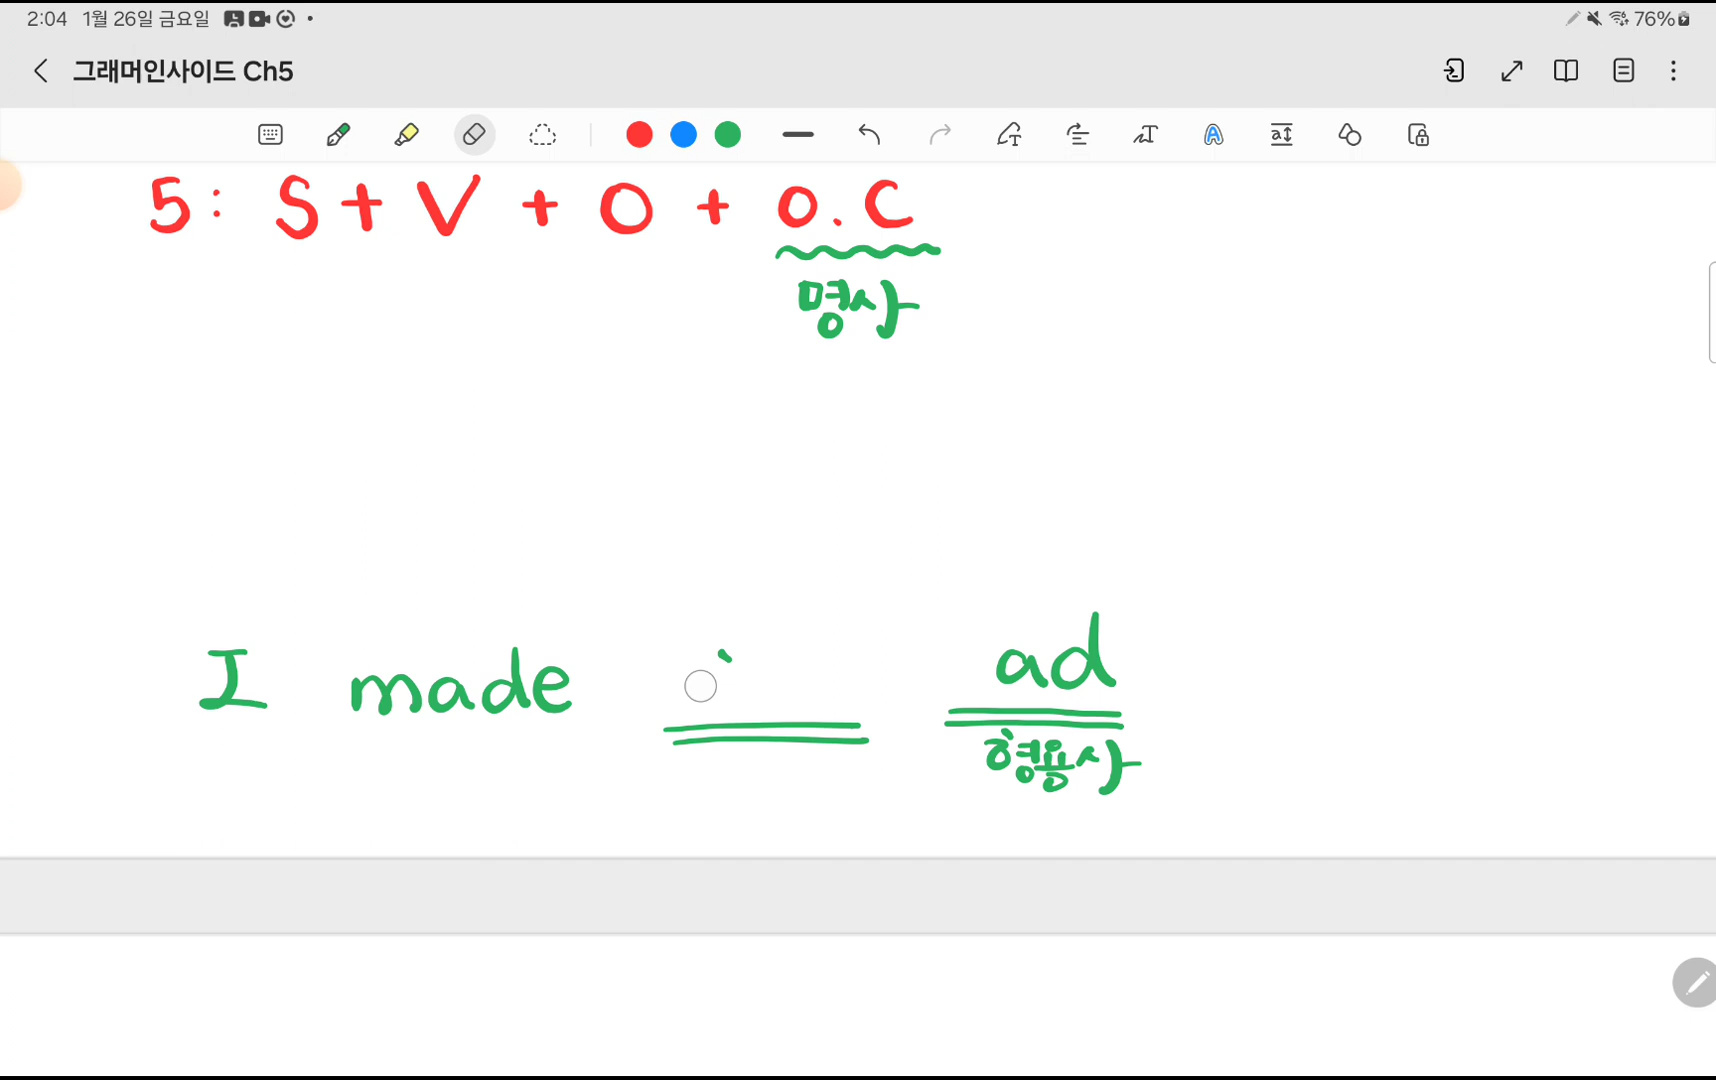 2:04 1월 26일 금요일
76%
그래머인사이드 Ch5
5: S + V + O + O.C
명사
I made ad
형용사